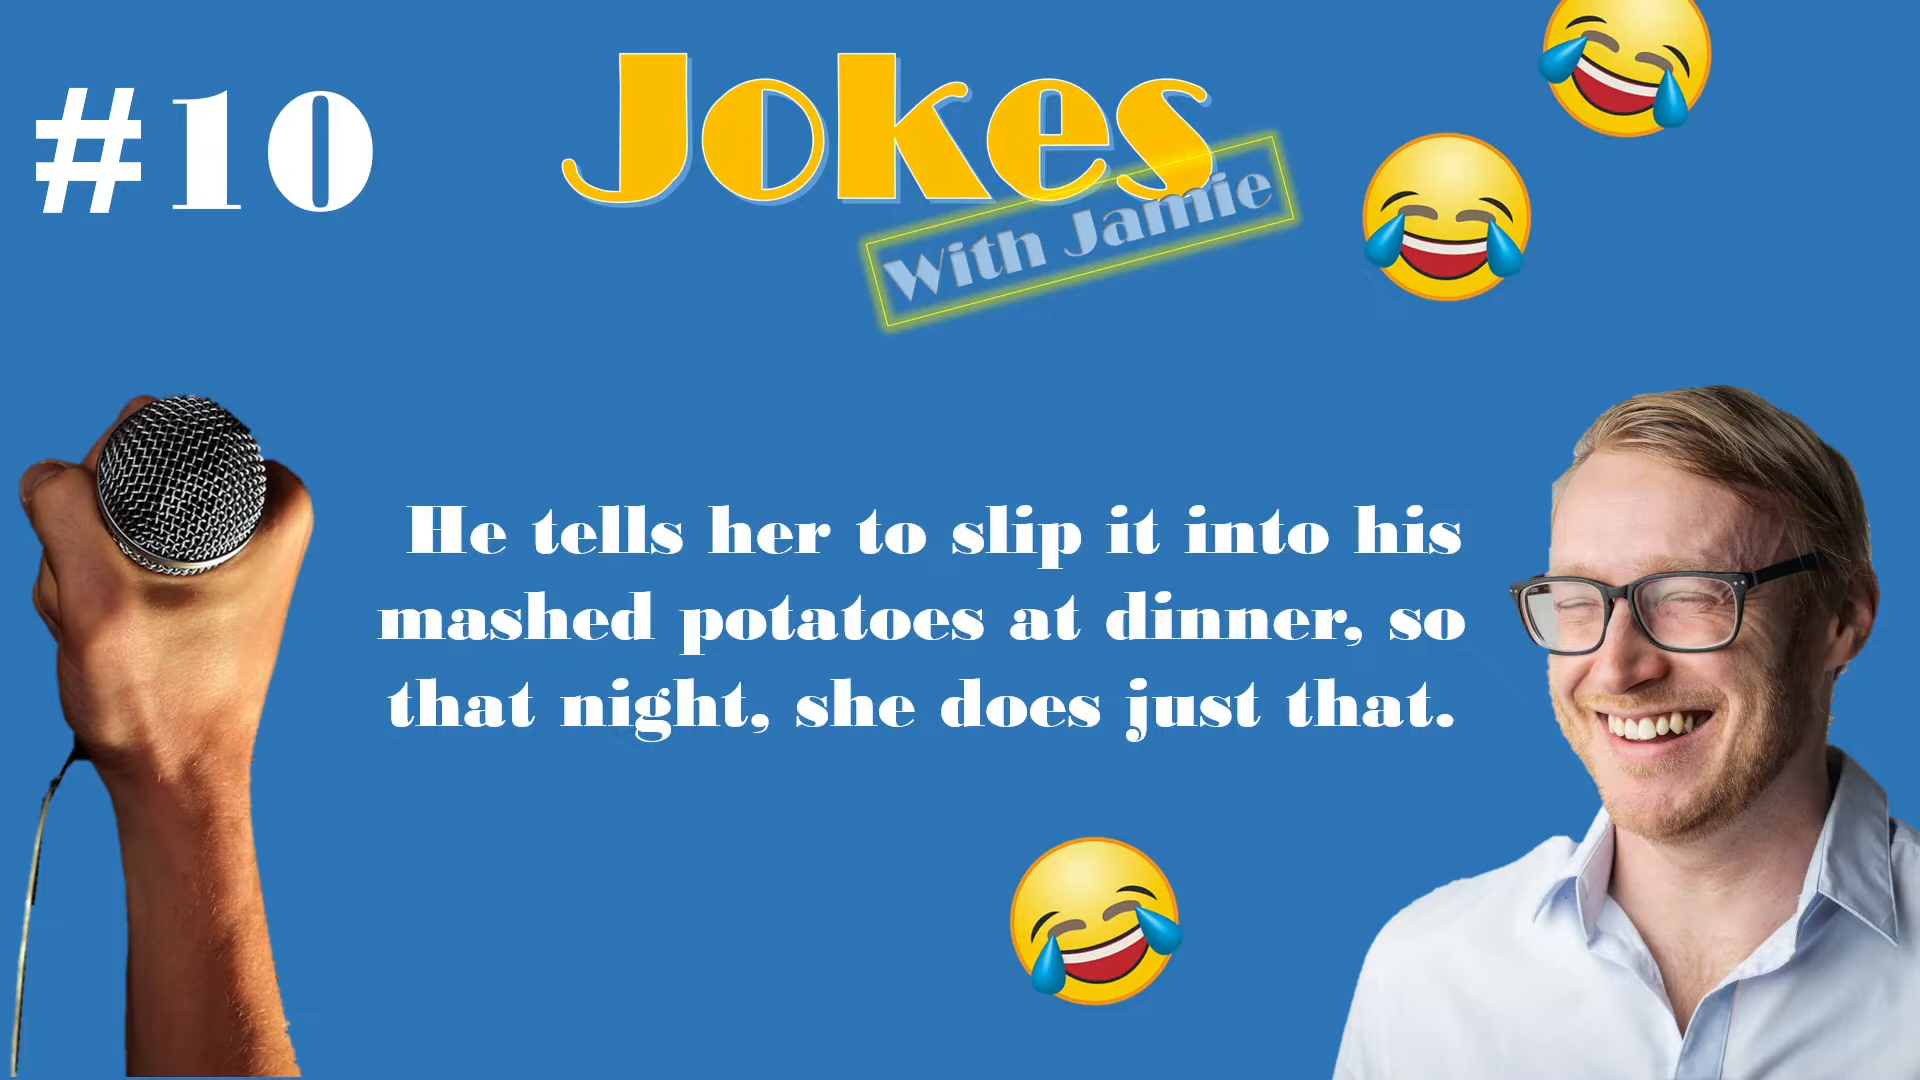 #10
Jokes
With Jamie
He tells her to slip it into his
mashed potatoes at dinner, so
that night, she does just that.